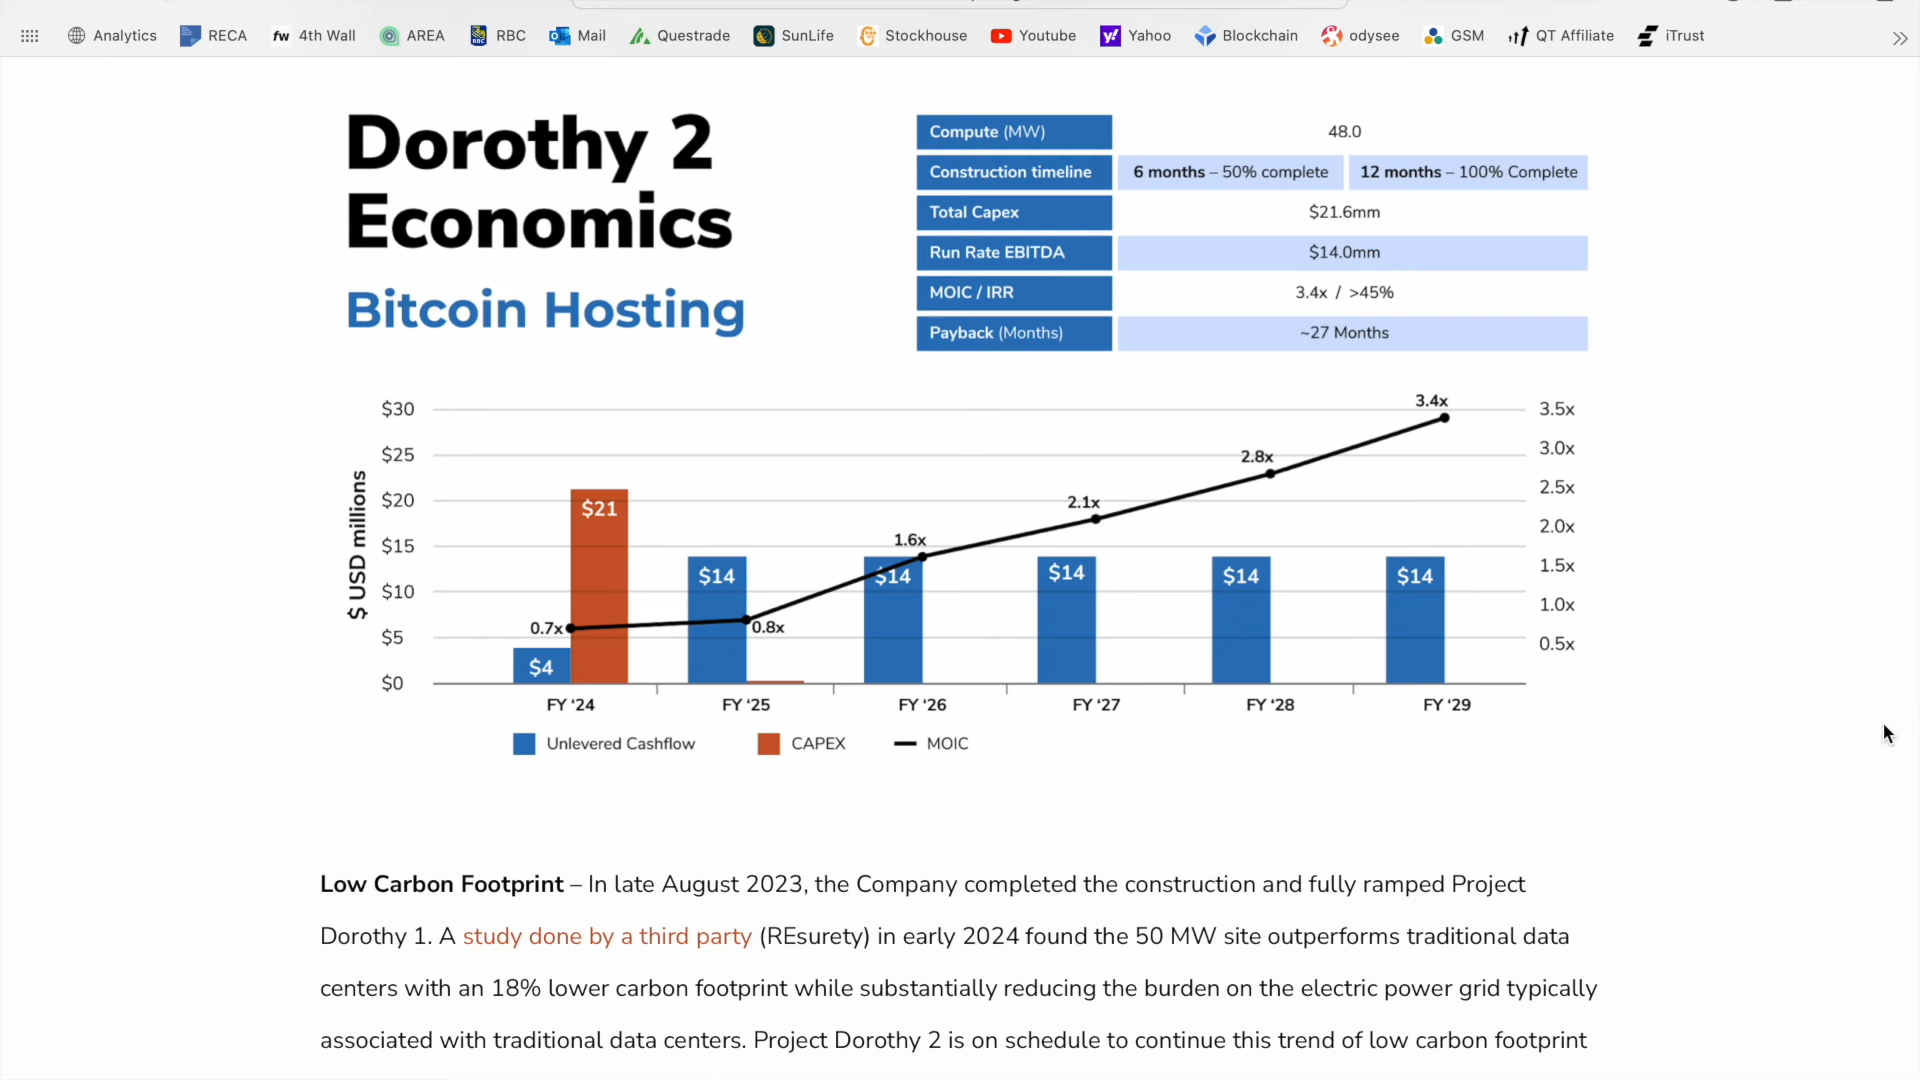 Analytics RECA fw 4th Wall AREA RBC RBC Mail Questrade SunLife Stockhouse Youtube Yahoo Blockchain odysee GSM QT Affiliate iTrust
Dorothy 2
Economics
Bitcoin Hosting
Compute (MW) 48.0
Construction timeline 6 months – 50% complete 12 months – 100% Complete
Total Capex $21.6mm
Run Rate EBITDA $14.0mm
MOIC / IRR 3.4x / >45%
Payback (Months) ~27 Months
$ USD millions
$30
$25
$20
$15
$10
$5
$0
3.5x
3.0x
2.5x
2.0x
1.5x
1.0x
0.5x
$4
$21
$14
$14
$14
$14
$14
0.7x
0.8x
1.6x
2.1x
2.8x
3.4x
FY ‘24 FY ‘25 FY ‘26 FY ‘27 FY ‘28 FY ‘29
Unlevered Cashflow CAPEX MOIC
Low Carbon Footprint – In late August 2023, the Company completed the construction and fully ramped Project
Dorothy 1. A study done by a third party (REsurety) in early 2024 found the 50 MW site outperforms traditional data
centers with an 18% lower carbon footprint while substantially reducing the burden on the electric power grid typically
associated with traditional data centers. Project Dorothy 2 is on schedule to continue this trend of low carbon footprint